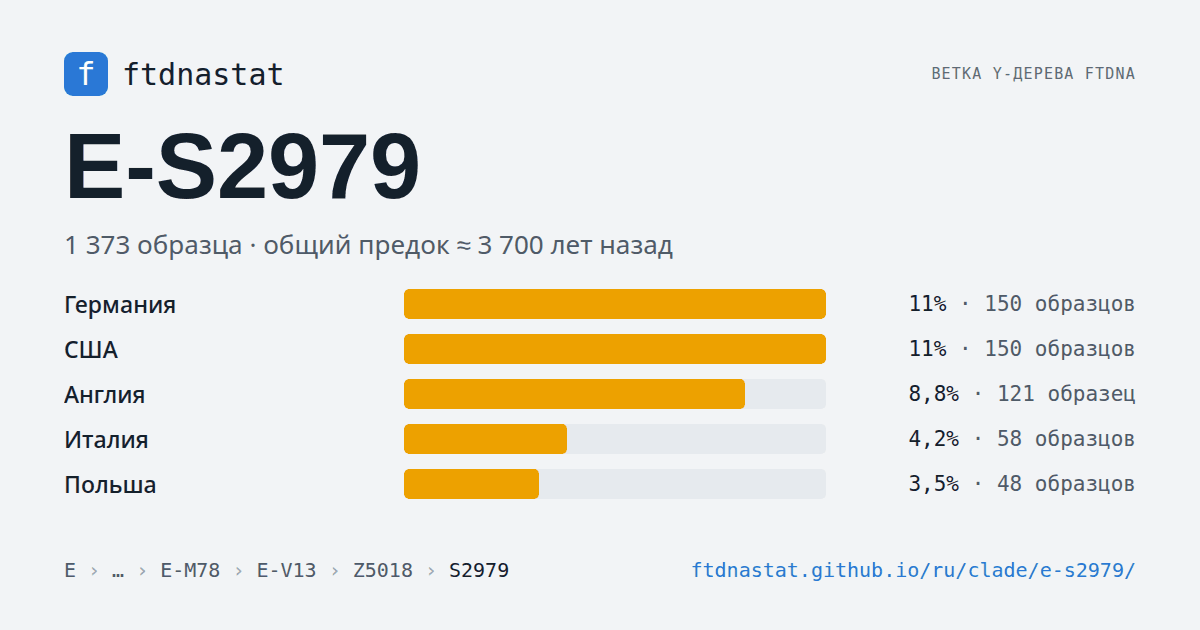 f ftdnastat
ВЕТКА Y-ДЕРЕВА FTDNA
E-S2979
1 373 образца · общий предок ≈ 3 700 лет назад
Германия 11% · 150 образцов
США 11% · 150 образцов
Англия 8,8% · 121 образец
Италия 4,2% · 58 образцов
Польша 3,5% · 48 образцов
E › … › E-M78 › E-V13 › Z5018 › S2979
ftdnastat.github.io/ru/clade/e-s2979/